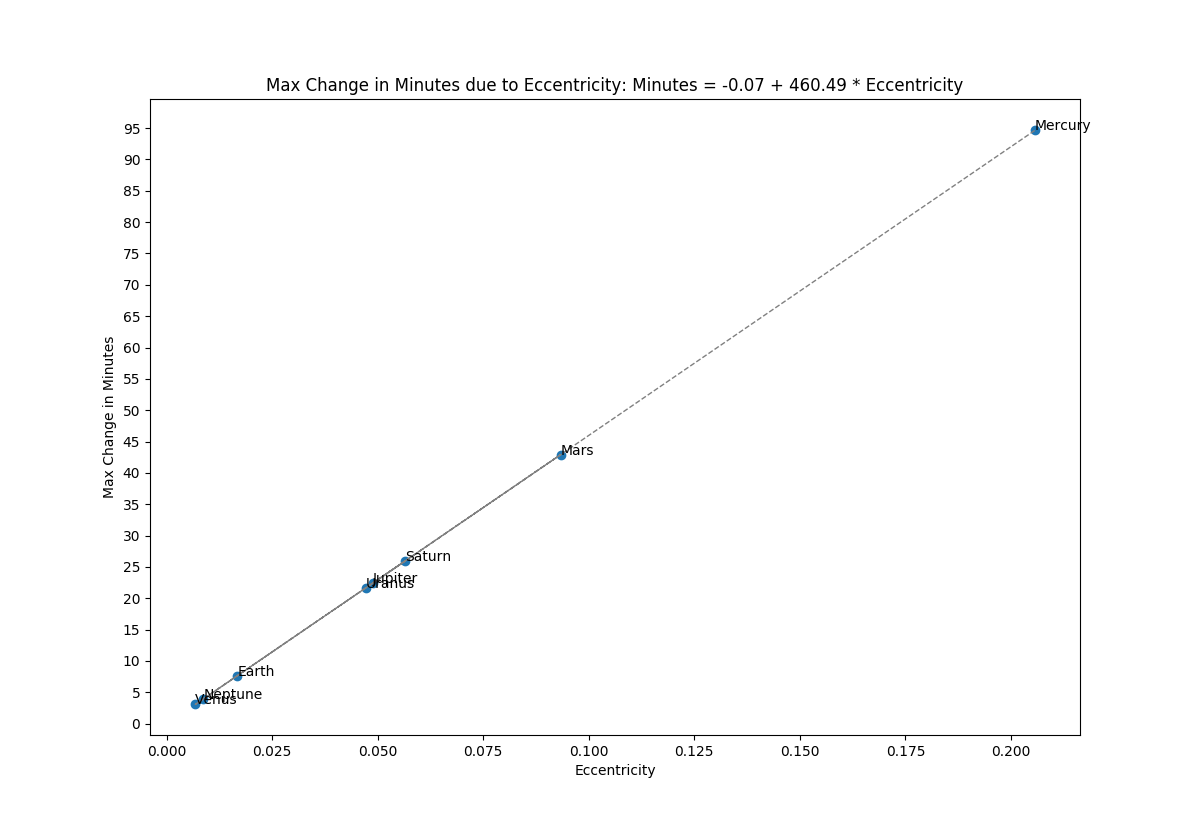 Max Change in Minutes due to Eccentricity: Minutes = -0.07 + 460.49 * Eccentricity
95
90
85
80
75
70
65
60
55
50
45
40
35
30
25
20
15
10
5
0
Max Change in Minutes
Mercury
Mars
Saturn
Jupiter
Uranus
Earth
Neptune
Venus
0.000 0.025 0.050 0.075 0.100 0.125 0.150 0.175 0.200
Eccentricity